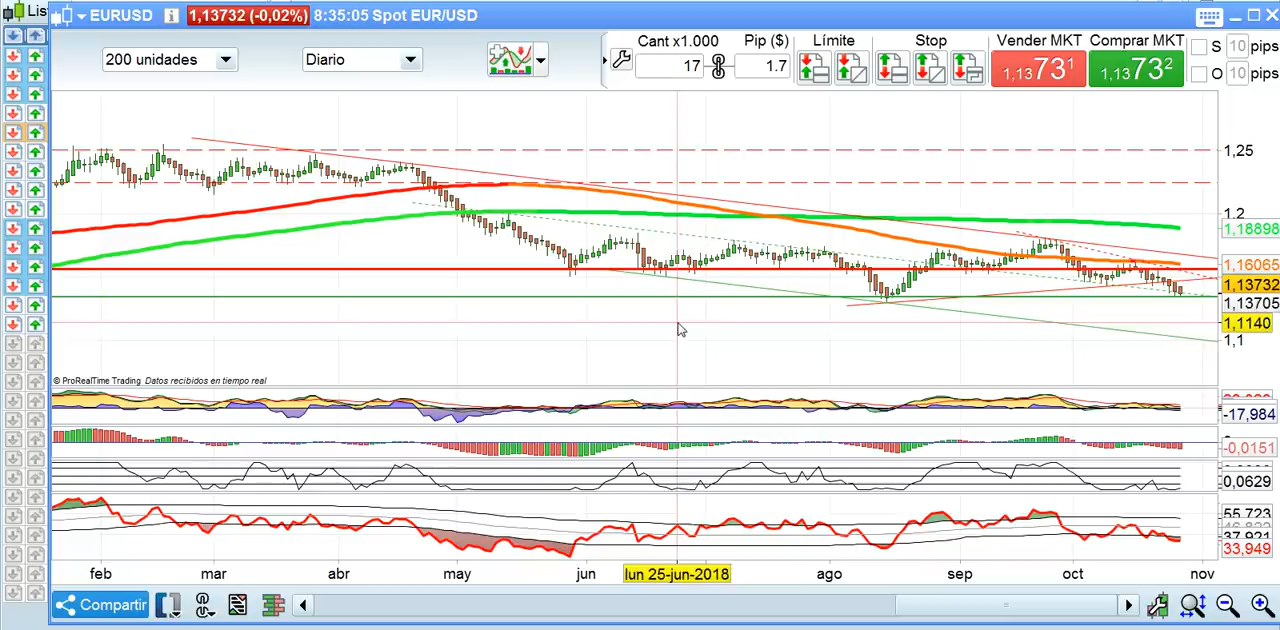 Lis
EURUSD 1,13732 (-0,02%) 8:35:05 Spot EUR/USD
200 unidades
Diario
Cant x1.000
17
Pip ($)
1.7
Límite
Stop
Vender MKT
1,13731
Comprar MKT
1,13732
S 10 pips
O 10 pips
1,25
1,2
1,18898
1,16065
1,13732
1,13705
1,1140
1,1
© ProRealTime Trading Datos recibidos en tiempo real
-17,984
-0,0151
0,0629
55,723
33,949
feb mar abr may jun lun 25-jun-2018 ago sep oct nov
Compartir